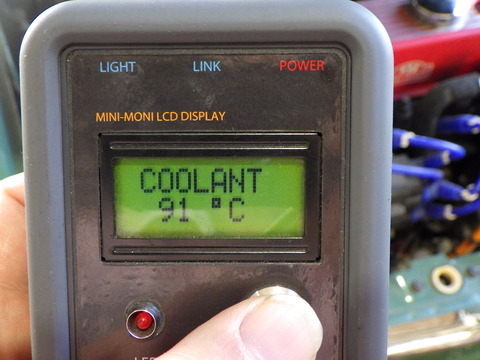 LIGHT LINK POWER
MINI-MONI LCD DISPLAY
COOLANT
91 °C